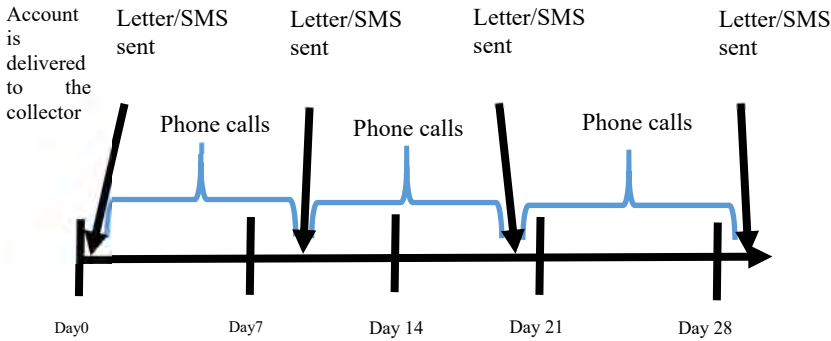 Account
is
delivered
to the
collector
Letter/SMS
sent
Letter/SMS
sent
Letter/SMS
sent
Letter/SMS
sent
Phone calls
Phone calls
Phone calls
Day0
Day7
Day 14
Day 21
Day 28